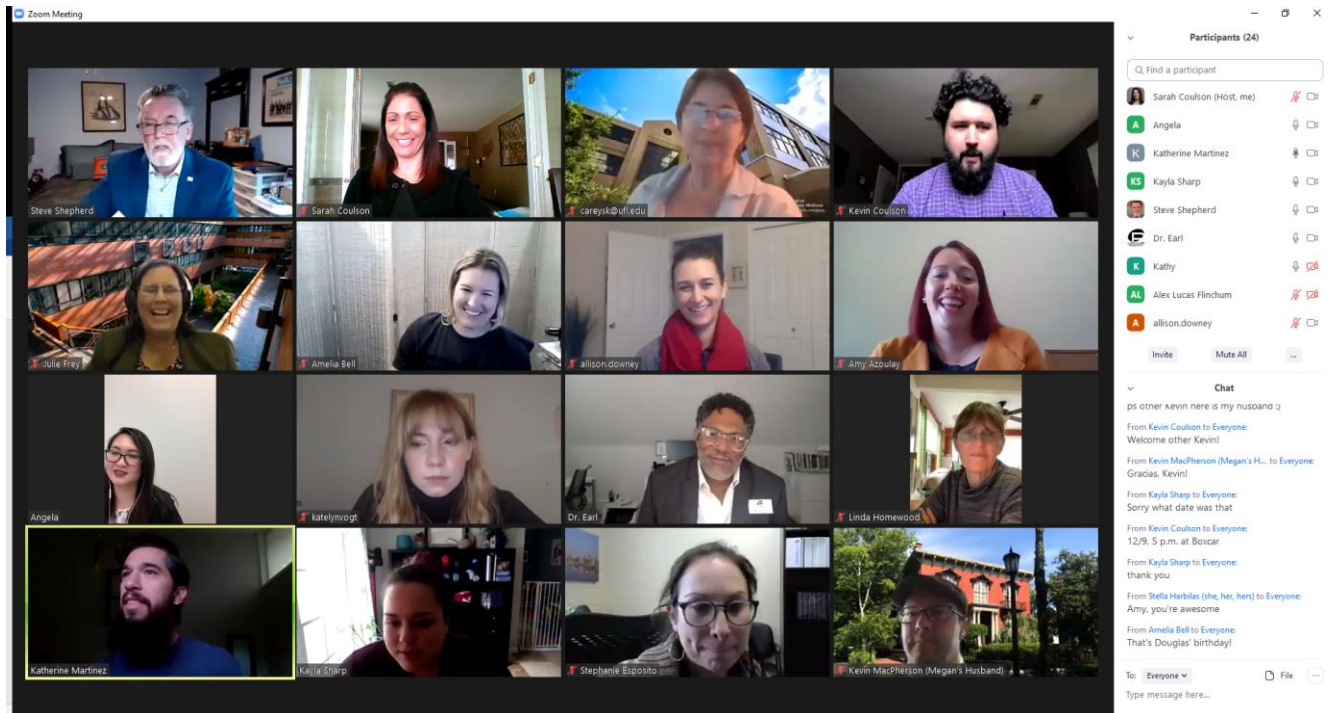 Zoom Meeting
Steve Shepherd
Sarah Coulson
careysk@ufl.edu
Kevin Coulson
Julie Frey
Amelia Bell
allison.downey
Amy Azoulay
Angela
katelynvogt
Dr. Earl
Linda Homewood
Katherine Martinez
Kayla Sharp
Stephanie Esposito
Kevin MacPherson (Megan's Husband)
Participants (24)
Find a participant
Sarah Coulson (Host, me)
A Angela
K Katherine Martinez
KS Kayla Sharp
Steve Shepherd
Dr. Earl
K Kathy
AL Alex Lucas Flinchum
A allison.downey
Invite Mute All ...
Chat
ps other Kevin here is my husband :)
From Kevin Coulson to Everyone:
Welcome other Kevin!
From Kevin MacPherson (Megan's H... to Everyone:
Gracias, Kevin!
From Kayla Sharp to Everyone:
Sorry what date was that
From Kevin Coulson to Everyone:
12/9, 5 p.m. at Boxcar
From Kayla Sharp to Everyone:
thank you
From Stella Harbilas (she, her, hers) to Everyone:
Amy, you're awesome
From Amelia Bell to Everyone:
That's Douglas' birthday!
To: Everyone File ...
Type message here...